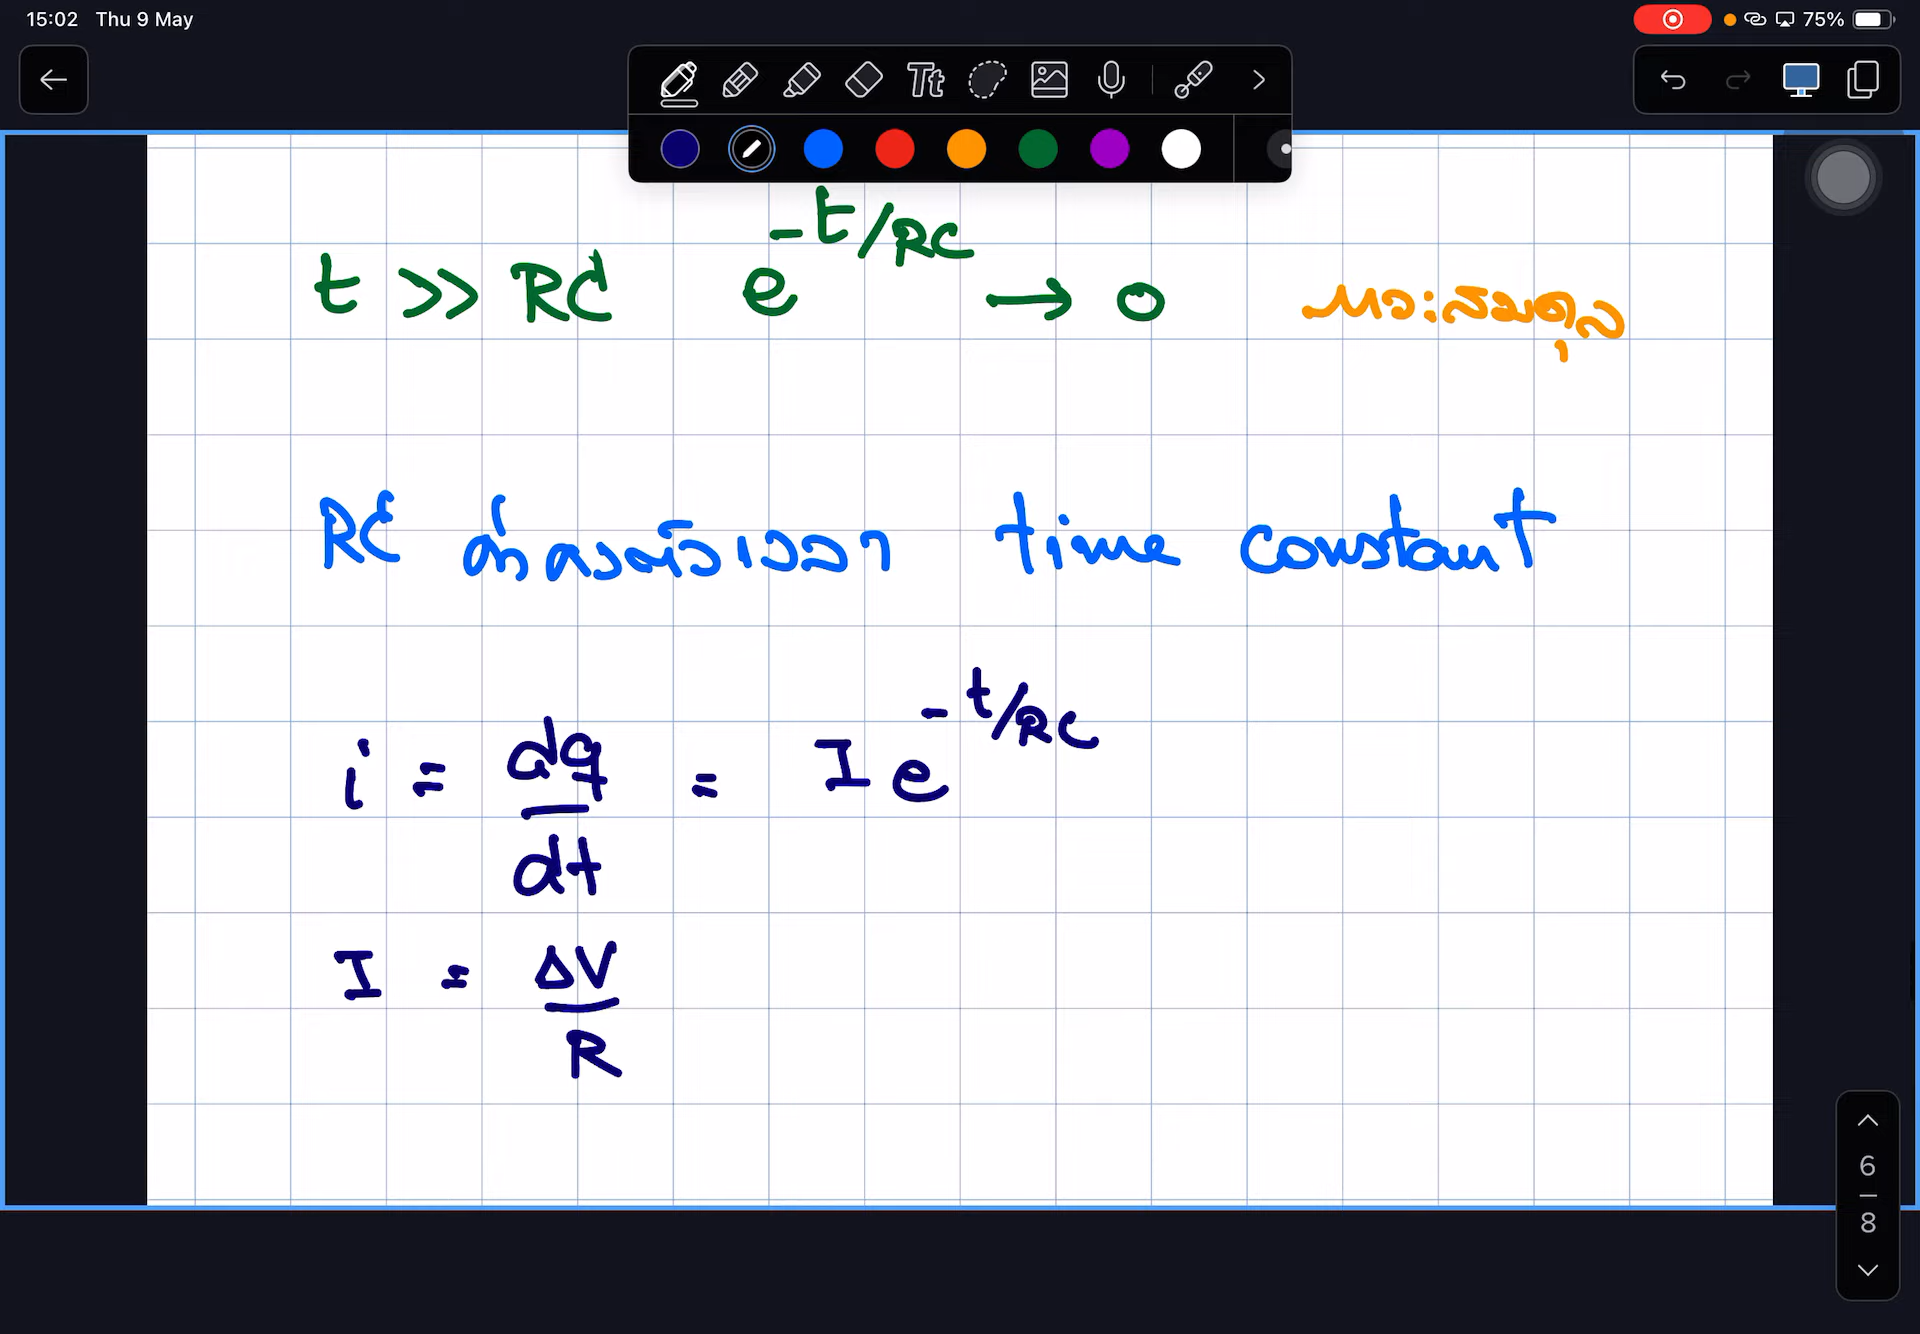 15:02 Thu 9 May 75%
Tt
t >> RC e^{-t/RC} → 0 ภาวะสมดุล
RC ค่าคงตัวเวลา time constant
i = dq/dt = I e^{-t/RC}
I = ΔV/R
6
8